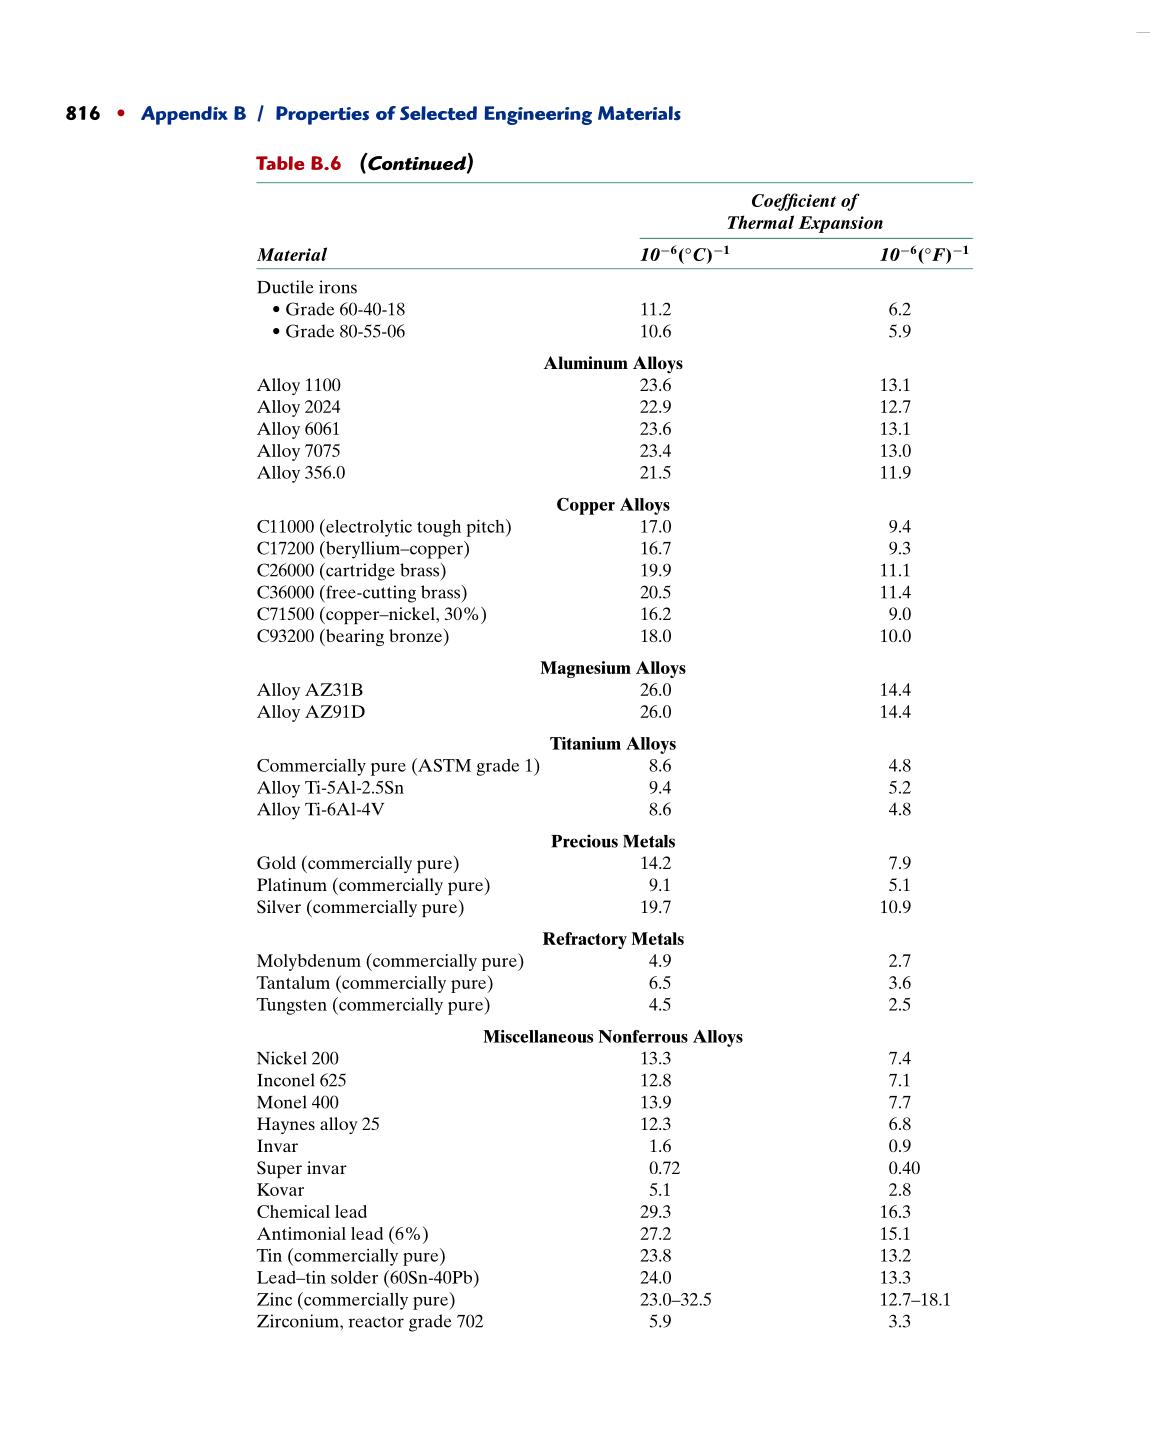 816 • Appendix B / Properties of Selected Engineering Materials
Table B.6 (Continued)
Coefficient of
Thermal Expansion
Material 10−6(°C)−1 10−6(°F)−1
Ductile irons
• Grade 60-40-18 11.2 6.2
• Grade 80-55-06 10.6 5.9
Aluminum Alloys
Alloy 1100 23.6 13.1
Alloy 2024 22.9 12.7
Alloy 6061 23.6 13.1
Alloy 7075 23.4 13.0
Alloy 356.0 21.5 11.9
Copper Alloys
C11000 (electrolytic tough pitch) 17.0 9.4
C17200 (beryllium–copper) 16.7 9.3
C26000 (cartridge brass) 19.9 11.1
C36000 (free-cutting brass) 20.5 11.4
C71500 (copper–nickel, 30%) 16.2 9.0
C93200 (bearing bronze) 18.0 10.0
Magnesium Alloys
Alloy AZ31B 26.0 14.4
Alloy AZ91D 26.0 14.4
Titanium Alloys
Commercially pure (ASTM grade 1) 8.6 4.8
Alloy Ti-5Al-2.5Sn 9.4 5.2
Alloy Ti-6Al-4V 8.6 4.8
Precious Metals
Gold (commercially pure) 14.2 7.9
Platinum (commercially pure) 9.1 5.1
Silver (commercially pure) 19.7 10.9
Refractory Metals
Molybdenum (commercially pure) 4.9 2.7
Tantalum (commercially pure) 6.5 3.6
Tungsten (commercially pure) 4.5 2.5
Miscellaneous Nonferrous Alloys
Nickel 200 13.3 7.4
Inconel 625 12.8 7.1
Monel 400 13.9 7.7
Haynes alloy 25 12.3 6.8
Invar 1.6 0.9
Super invar 0.72 0.40
Kovar 5.1 2.8
Chemical lead 29.3 16.3
Antimonial lead (6%) 27.2 15.1
Tin (commercially pure) 23.8 13.2
Lead–tin solder (60Sn-40Pb) 24.0 13.3
Zinc (commercially pure) 23.0–32.5 12.7–18.1
Zirconium, reactor grade 702 5.9 3.3